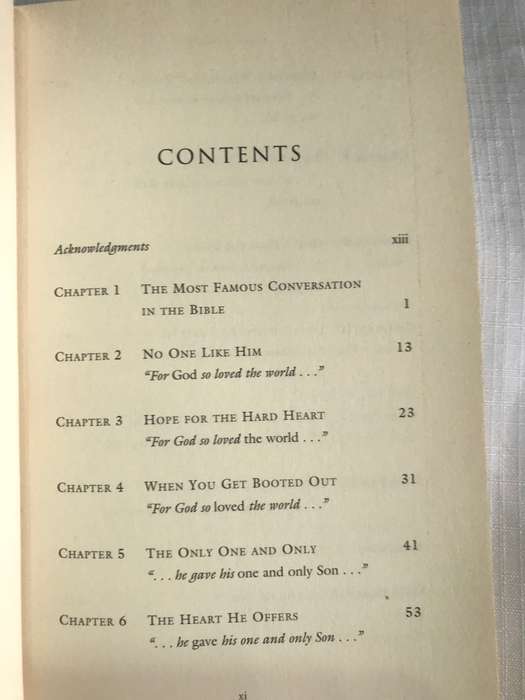 CONTENTS
Acknowledgments xiii
CHAPTER 1 THE MOST FAMOUS CONVERSATION
IN THE BIBLE 1
CHAPTER 2 NO ONE LIKE HIM 13
“For God so loved the world . . .”
CHAPTER 3 HOPE FOR THE HARD HEART 23
“For God so loved the world . . .”
CHAPTER 4 WHEN YOU GET BOOTED OUT 31
“For God so loved the world . . .”
CHAPTER 5 THE ONLY ONE AND ONLY 41
“. . . he gave his one and only Son . . .”
CHAPTER 6 THE HEART HE OFFERS 53
“. . . he gave his one and only Son . . .”
xi